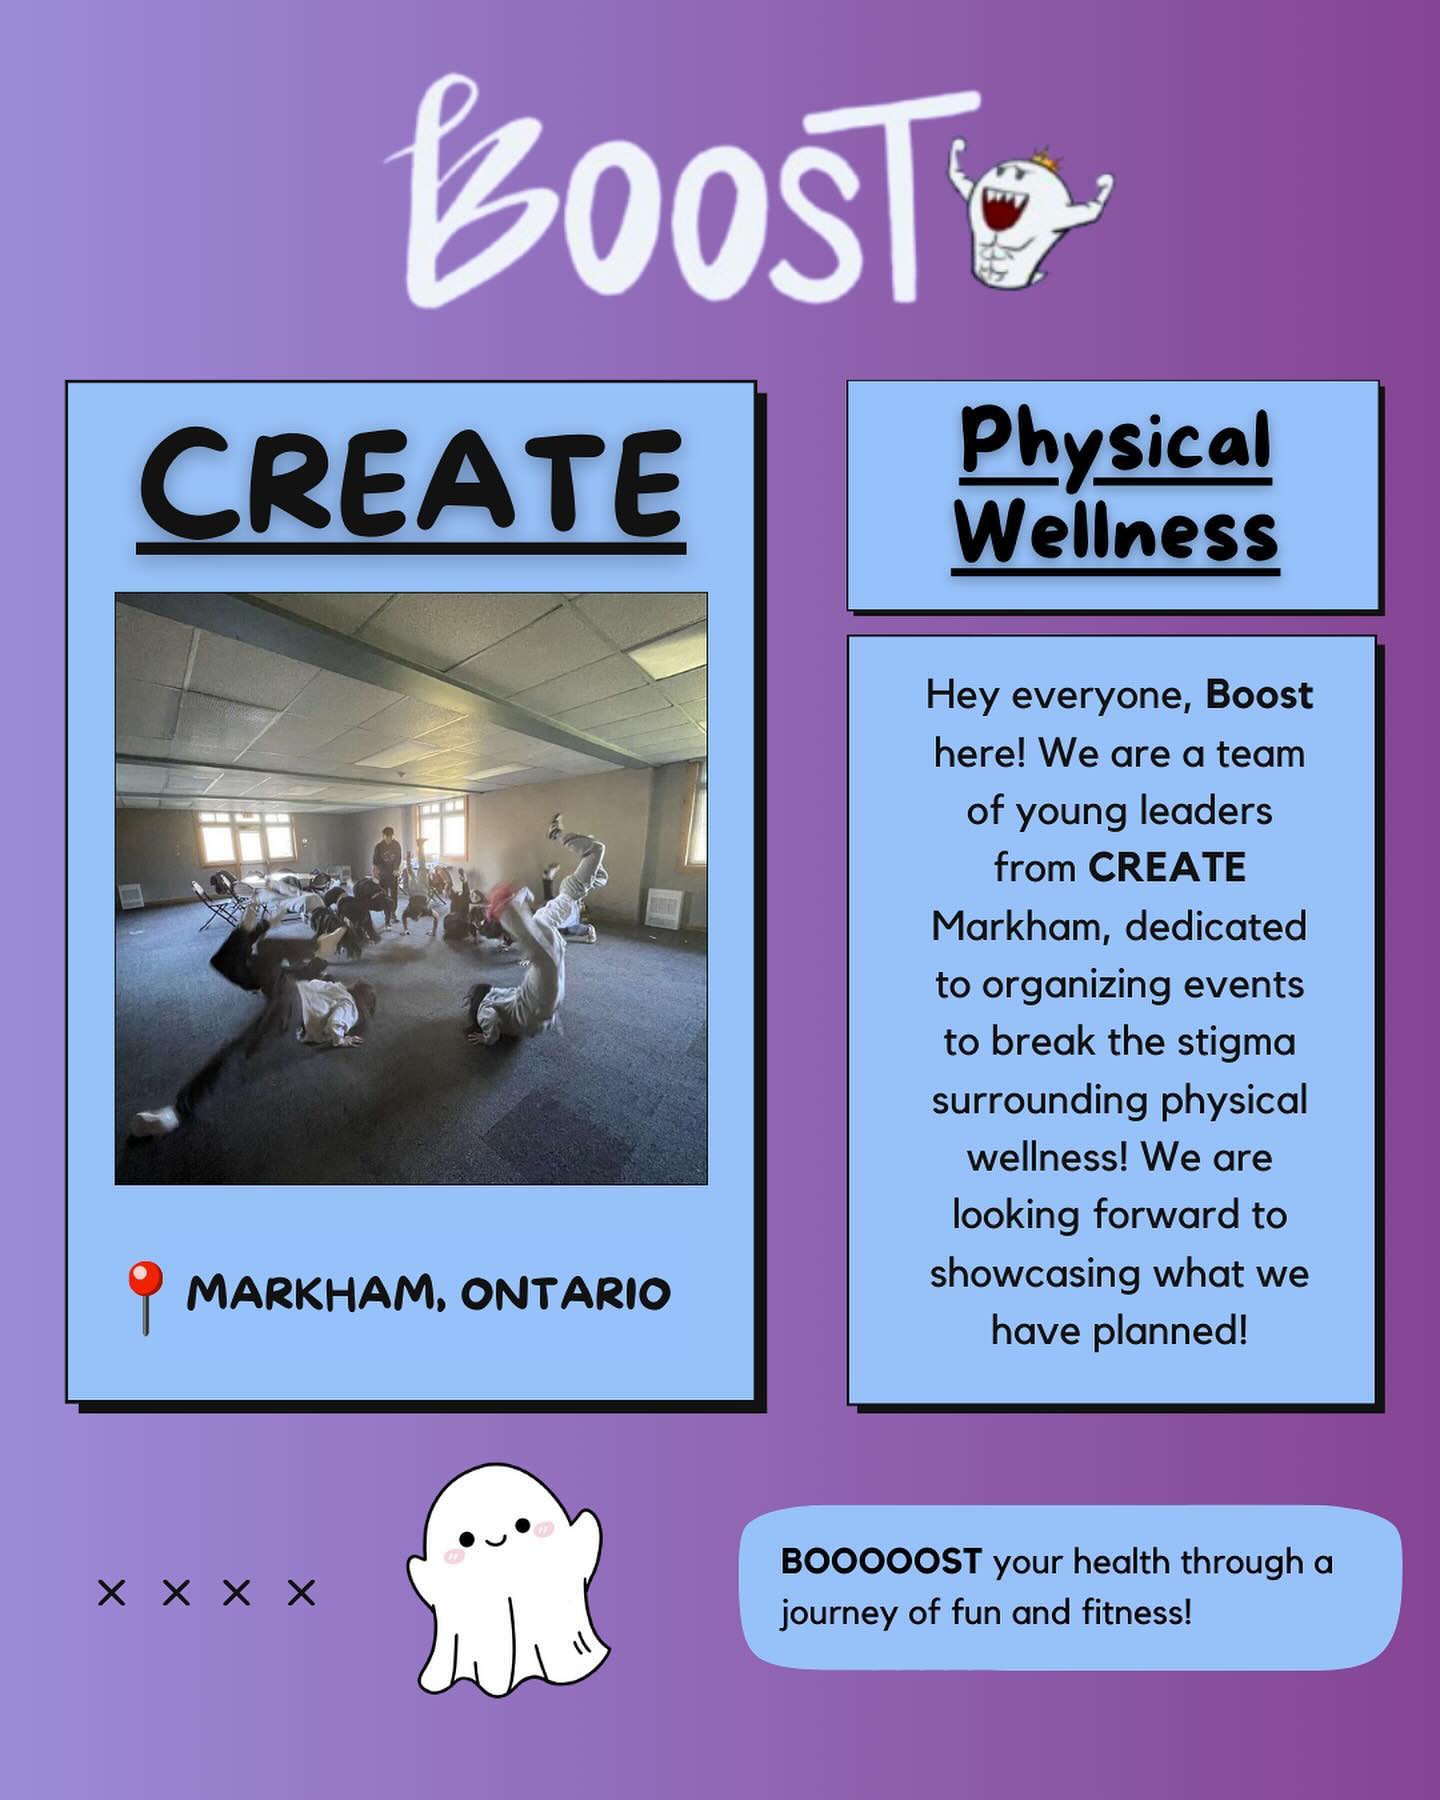 BOOST
CREATE
MARKHAM, ONTARIO
Physical
Wellness
Hey everyone, Boost
here! We are a team
of young leaders
from CREATE
Markham, dedicated
to organizing events
to break the stigma
surrounding physical
wellness! We are
looking forward to
showcasing what we
have planned!
BOOOOOST your health through a
journey of fun and fitness!